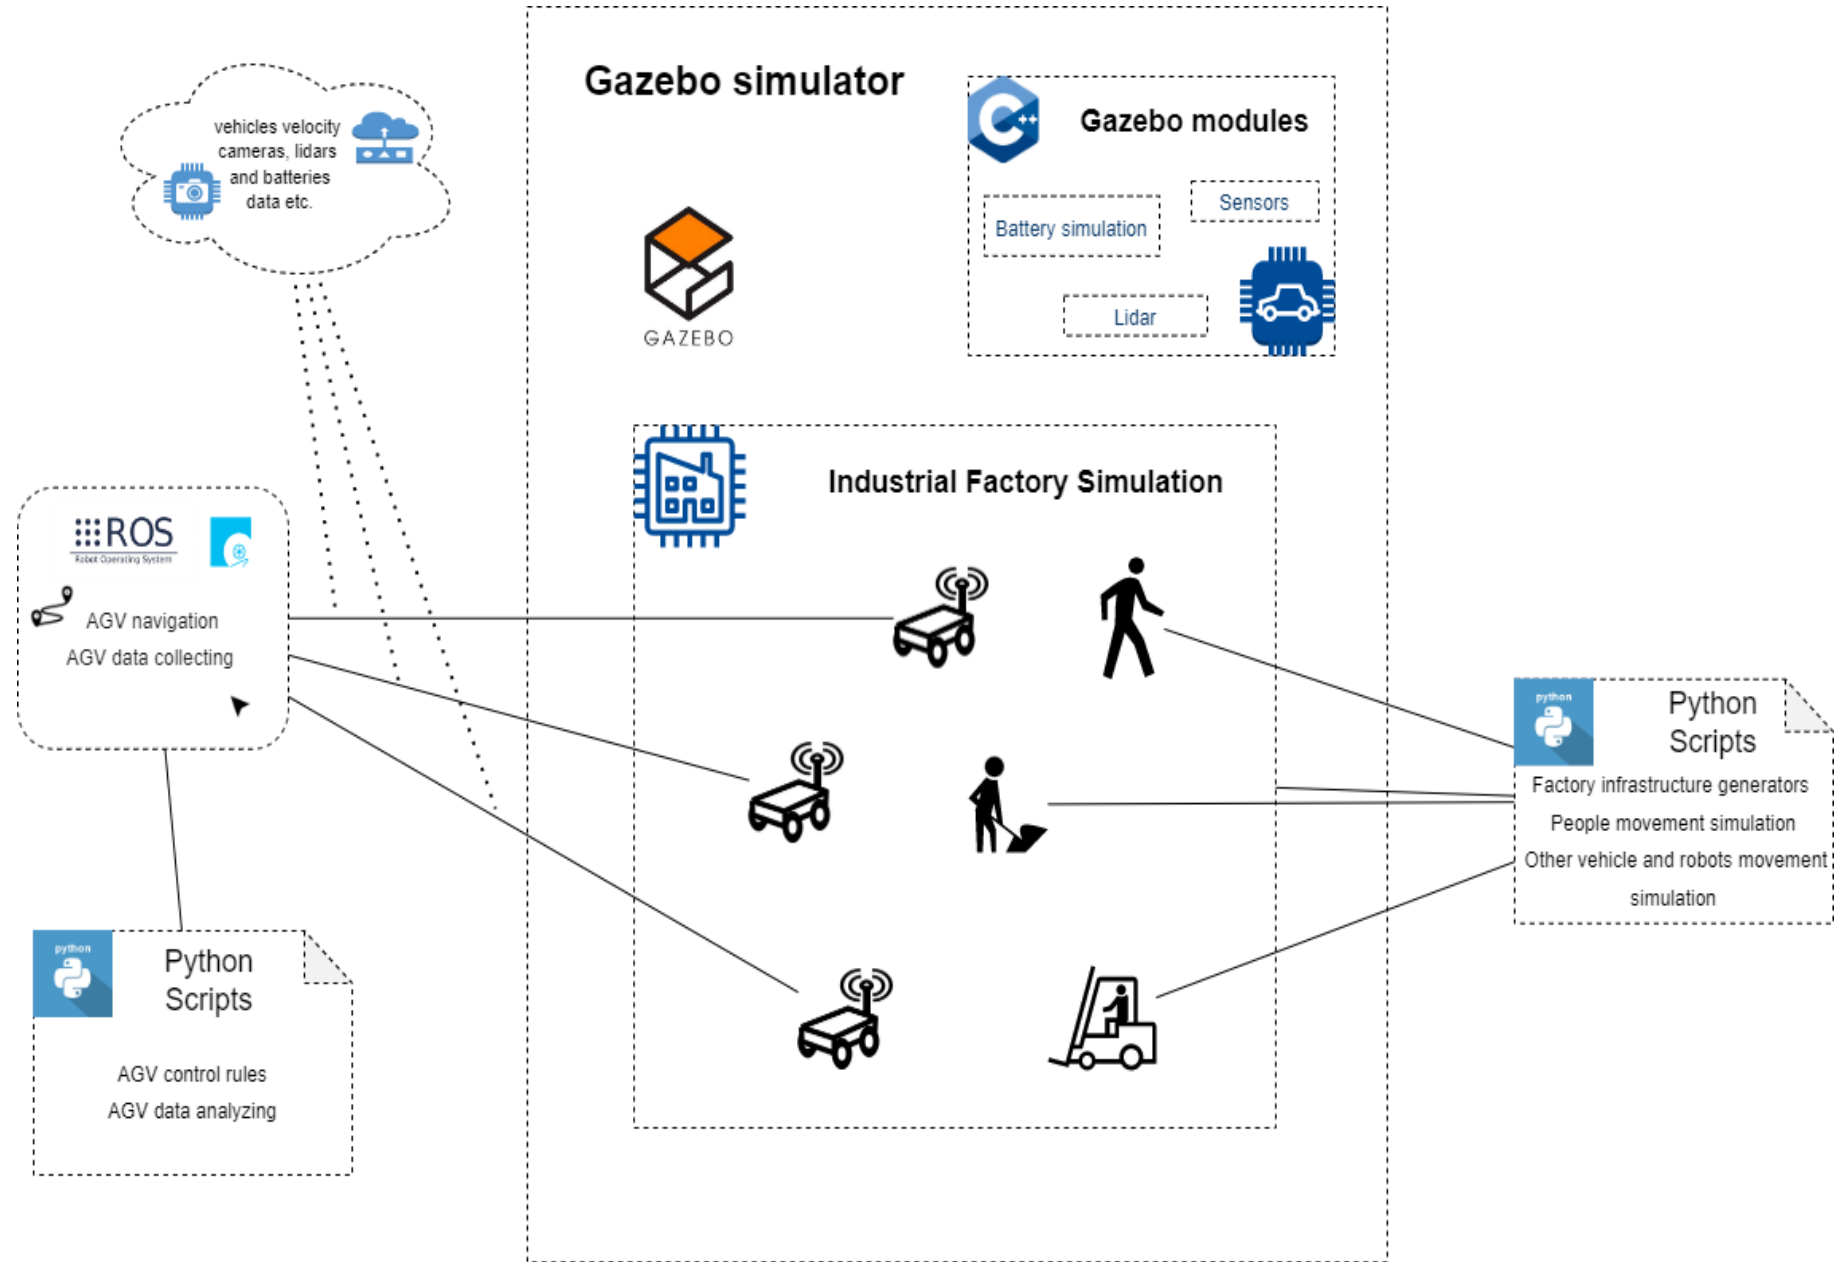 Gazebo simulator
Gazebo modules
Battery simulation
Sensors
Lidar
GAZEBO
vehicles velocity
cameras, lidars
and batteries
data etc.
Industrial Factory Simulation
ROS
Robot Operating System
AGV navigation
AGV data collecting
python
Python
Scripts
Factory infrastructure generators
People movement simulation
Other vehicle and robots movement
simulation
python
Python
Scripts
AGV control rules
AGV data analyzing
C++